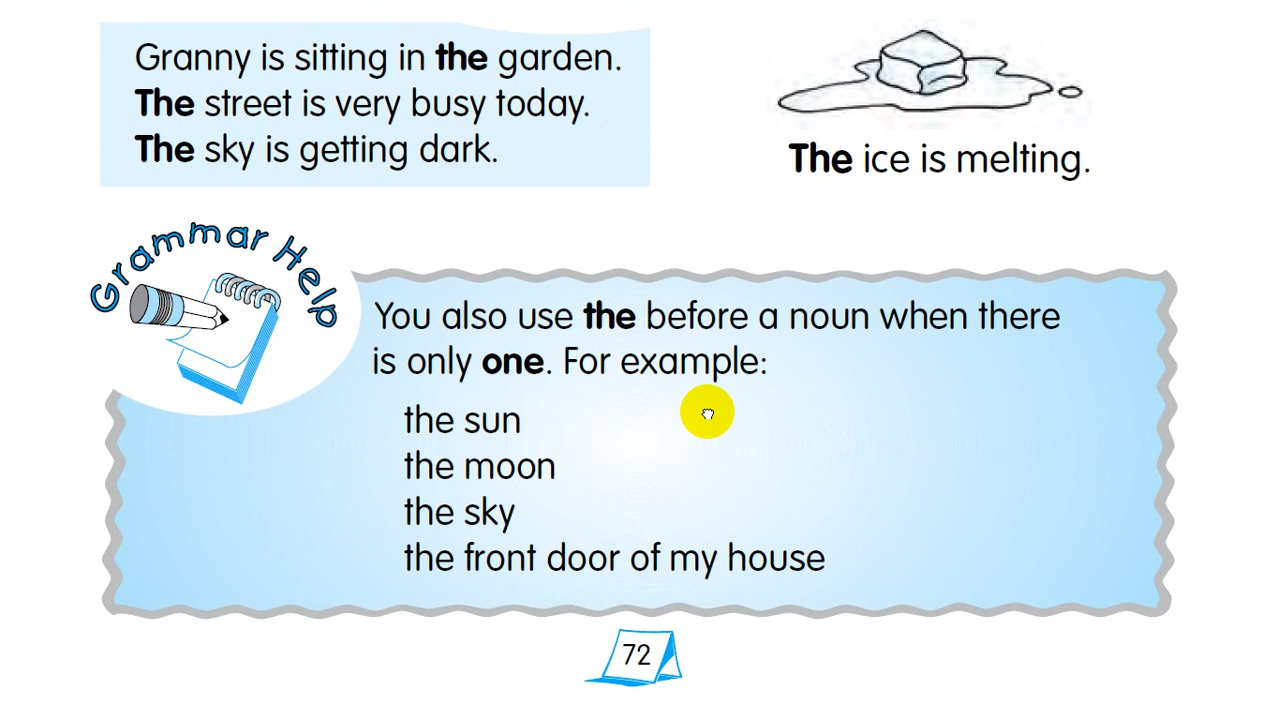 Granny is sitting in the garden.
The street is very busy today.
The sky is getting dark.
The ice is melting.
Grammar Help
You also use the before a noun when there
is only one. For example:
the sun
the moon
the sky
the front door of my house
72